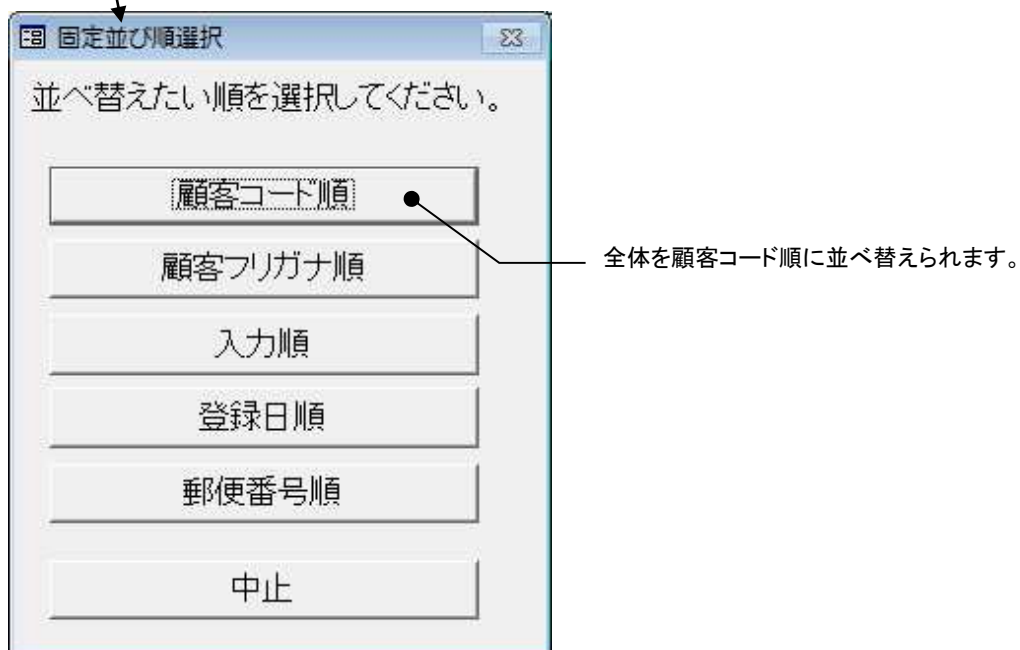 固定並び順選択
並べ替えたい順を選択してください。
顧客コード順
全体を顧客コード順に並べ替えられます。
顧客フリガナ順
入力順
登録日順
郵便番号順
中止